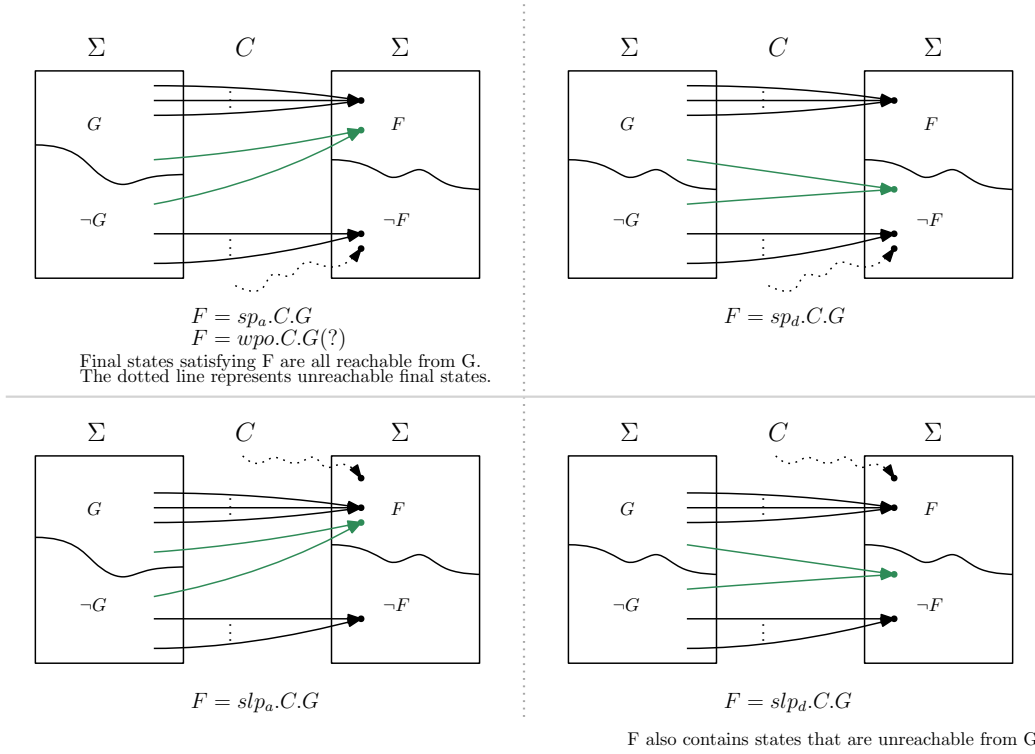 Σ C Σ
G F
¬G ¬F
F = sp_a.C.G
F = wpo.C.G(?)
Final states satisfying F are all reachable from G.
The dotted line represents unreachable final states.
Σ C Σ
G F
¬G ¬F
F = sp_d.C.G
Σ C Σ
G F
¬G ¬F
F = slp_a.C.G
Σ C Σ
G F
¬G ¬F
F = slp_d.C.G
F also contains states that are unreachable from G